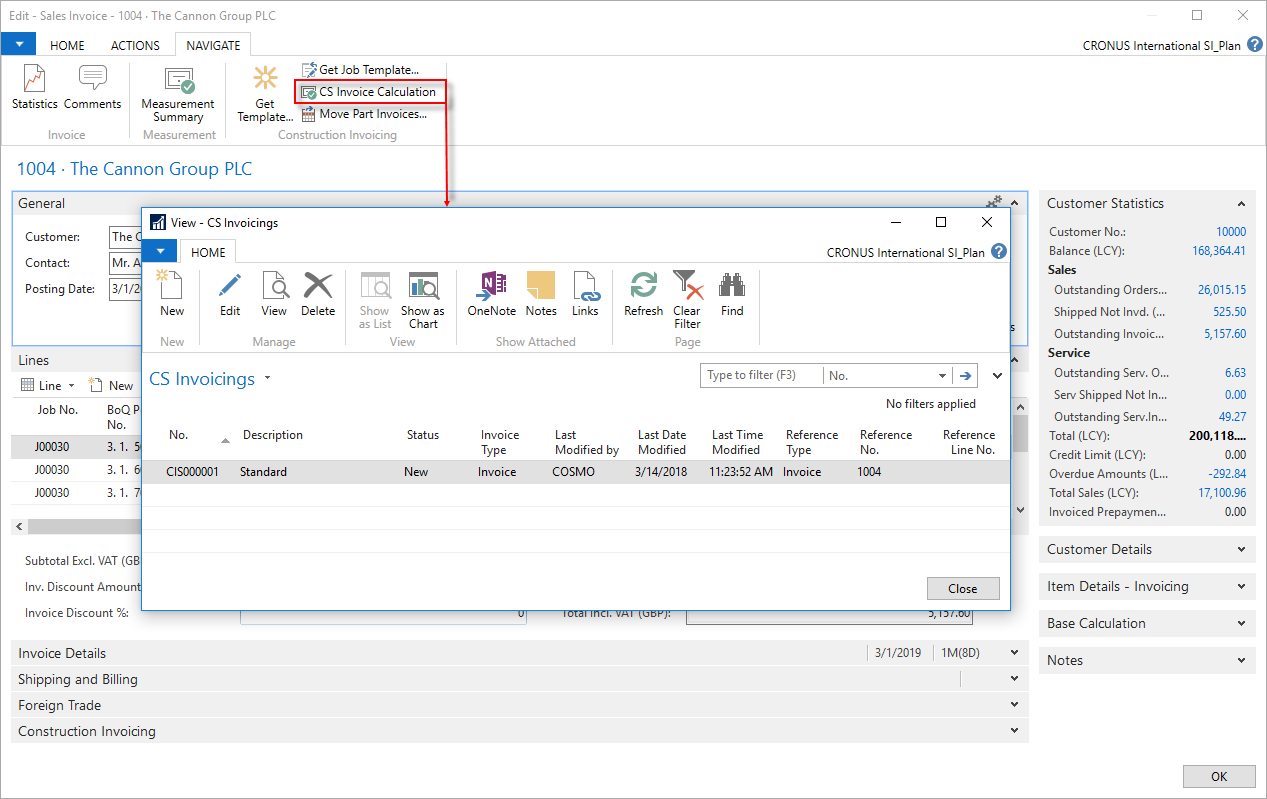 Edit - Sales Invoice - 1004 · The Cannon Group PLC
HOME ACTIONS NAVIGATE
CRONUS International SI_Plan
Statistics Comments
Invoice
Measurement
Summary
Measurement
Get
Template...
Get Job Template...
CS Invoice Calculation
Move Part Invoices...
Construction Invoicing
1004 · The Cannon Group PLC
General
Customer: The C
Contact: Mr. A
Posting Date: 3/1/2
Lines
Line New
Job No. BoQ P
No.
J00030 3. 1. 5
J00030 3. 1. 6
J00030 3. 1. 7
Subtotal Excl. VAT (GB
Inv. Discount Amount
Invoice Discount %: 0 Total Incl. VAT (GBP): 5,157.60
View - CS Invoicings
HOME
CRONUS International SI_Plan
New
New
Edit View Delete
Manage
Show
as List
Show as
Chart
View
OneNote Notes Links
Show Attached
Refresh
Clear
Filter
Find
Page
CS Invoicings
Type to filter (F3) No.
No filters applied
No. Description Status Invoice
Type Last
Modified by Last Date
Modified Last Time
Modified Reference
Type Reference
No. Reference
Line No.
CIS000001 Standard New Invoice COSMO 3/14/2018 11:23:52 AM Invoice 1004
Close
Invoice Details 3/1/2019 1M(8D)
Shipping and Billing
Foreign Trade
Construction Invoicing
Customer Statistics
Customer No.: 10000
Balance (LCY): 168,364.41
Sales
Outstanding Orders... 26,015.15
Shipped Not Invd. (... 525.50
Outstanding Invoic... 5,157.60
Service
Outstanding Serv. O... 6.63
Serv Shipped Not In... 0.00
Outstanding Serv.In... 49.27
Total (LCY): 200,118....
Credit Limit (LCY): 0.00
Overdue Amounts (L... -292.84
Total Sales (LCY): 17,100.96
Invoiced Prepaymen... 0.00
Customer Details
Item Details - Invoicing
Base Calculation
Notes
OK